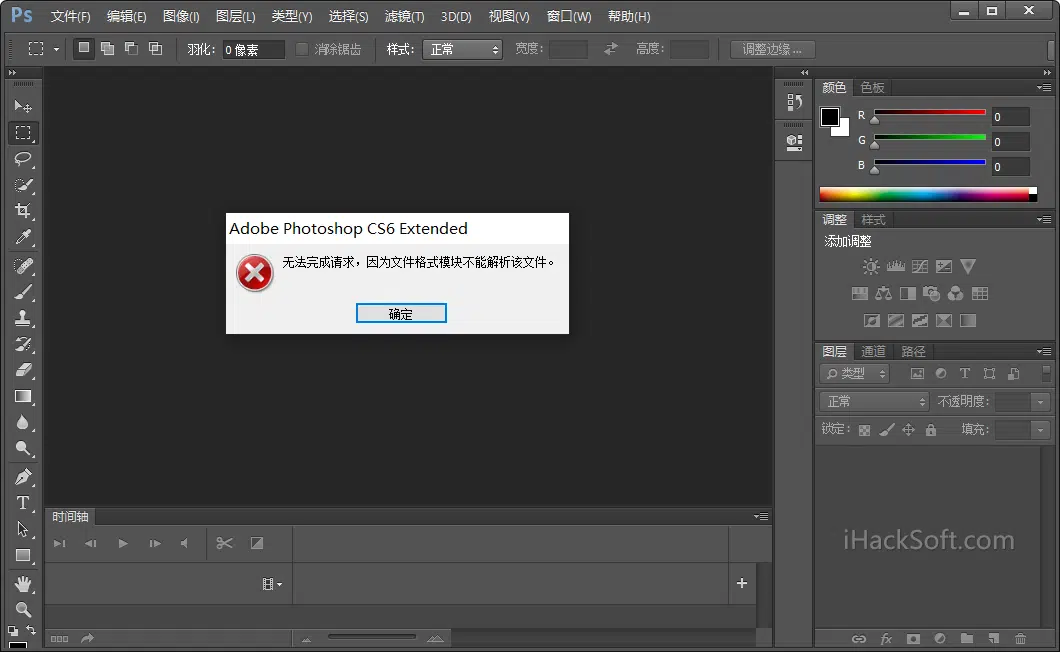 Ps 文件(F) 编辑(E) 图像(I) 图层(L) 类型(Y) 选择(S) 滤镜(T) 3D(D) 视图(V) 窗口(W) 帮助(H)
羽化: 0 像素 消除锯齿 样式: 正常 宽度: 高度: 调整边缘...
颜色 色板
R 0
G 0
B 0
调整 样式
添加调整
Adobe Photoshop CS6 Extended
无法完成请求，因为文件格式模块不能解析该文件。
确定
图层 通道 路径
类型
正常 不透明度:
锁定: 填充:
时间轴
iHackSoft.com
fx